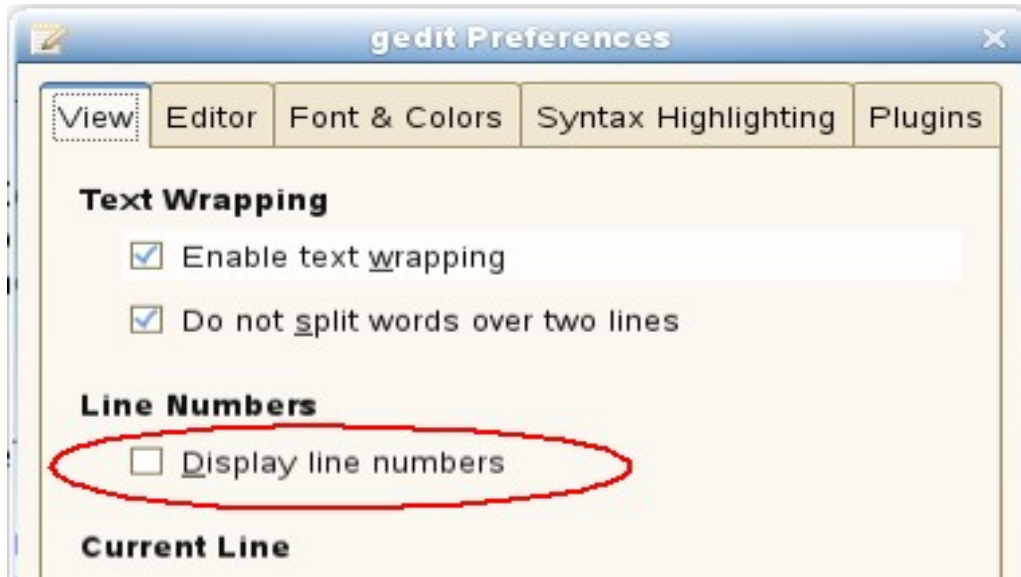 gedit Preferences
View Editor Font & Colors Syntax Highlighting Plugins
Text Wrapping
Enable text wrapping
Do not split words over two lines
Line Numbers
Display line numbers
Current Line